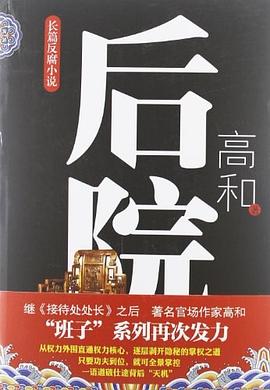 长篇反腐小说
后院
高和
著
继《接待处处长》之后 著名官场作家高和
“班子”系列再次发力
从权力外围直通权力核心，逐层剥开隐秘的掌权之道
只要功夫到位，就可全景掌控
一语道破仕途背后“天机”